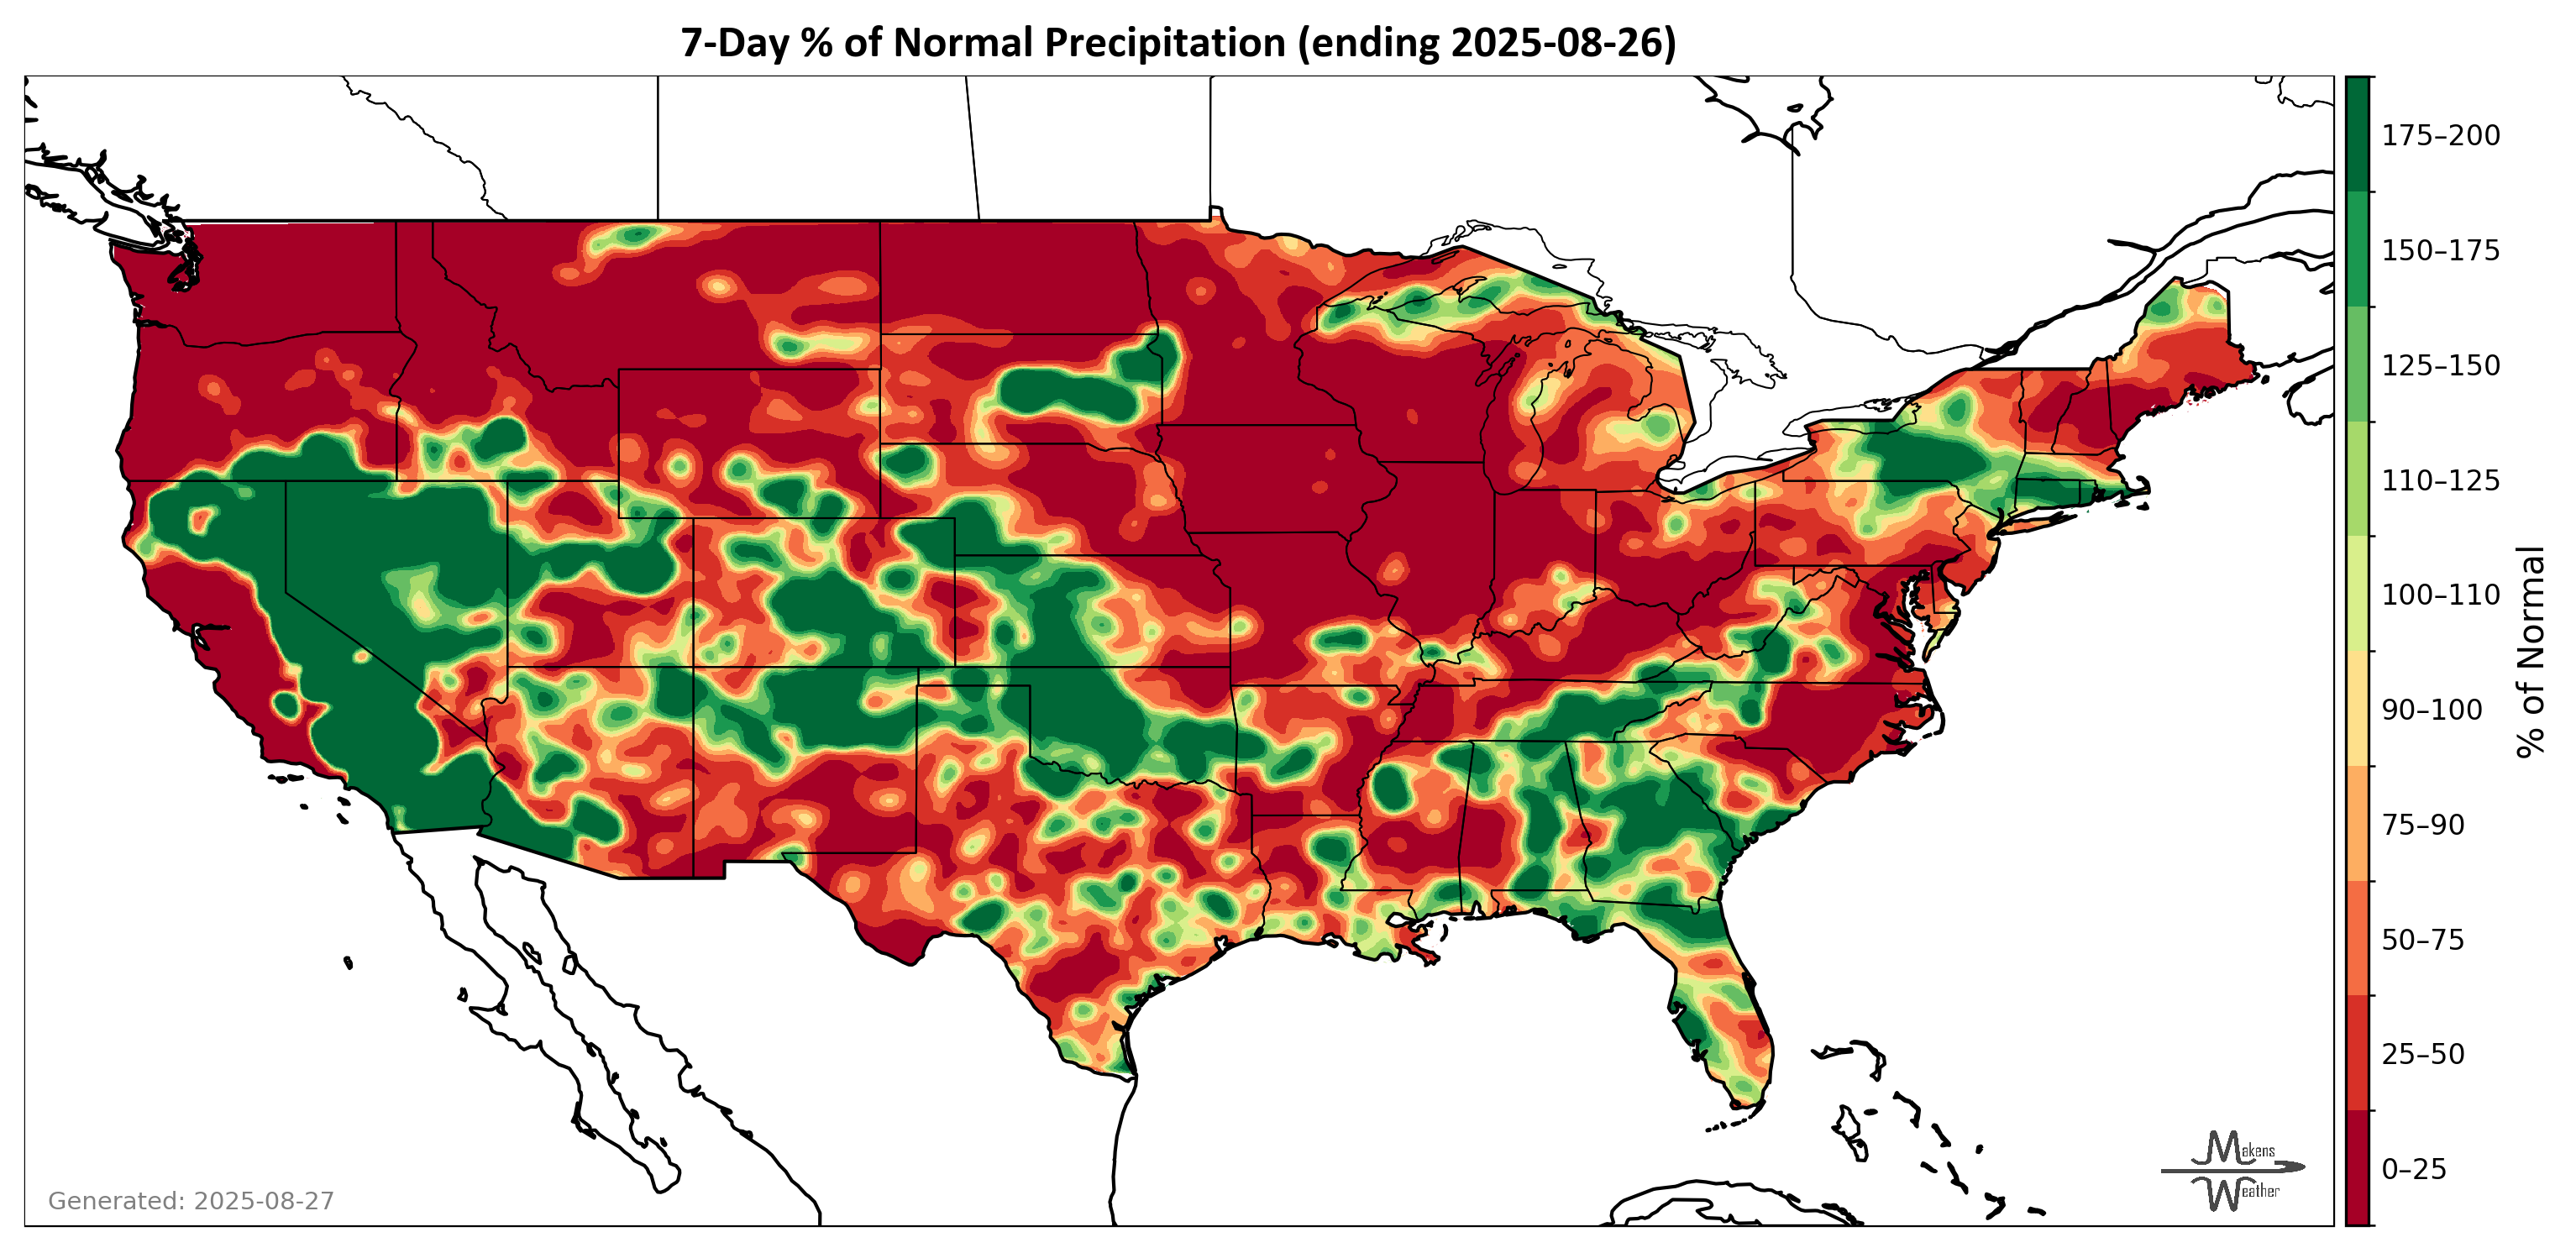 7-Day % of Normal Precipitation (ending 2025-08-26)
175–200
150–175
125–150
110–125
100–110
90–100
75–90
50–75
25–50
0–25
% of Normal
Generated: 2025-08-27
Makens
Weather